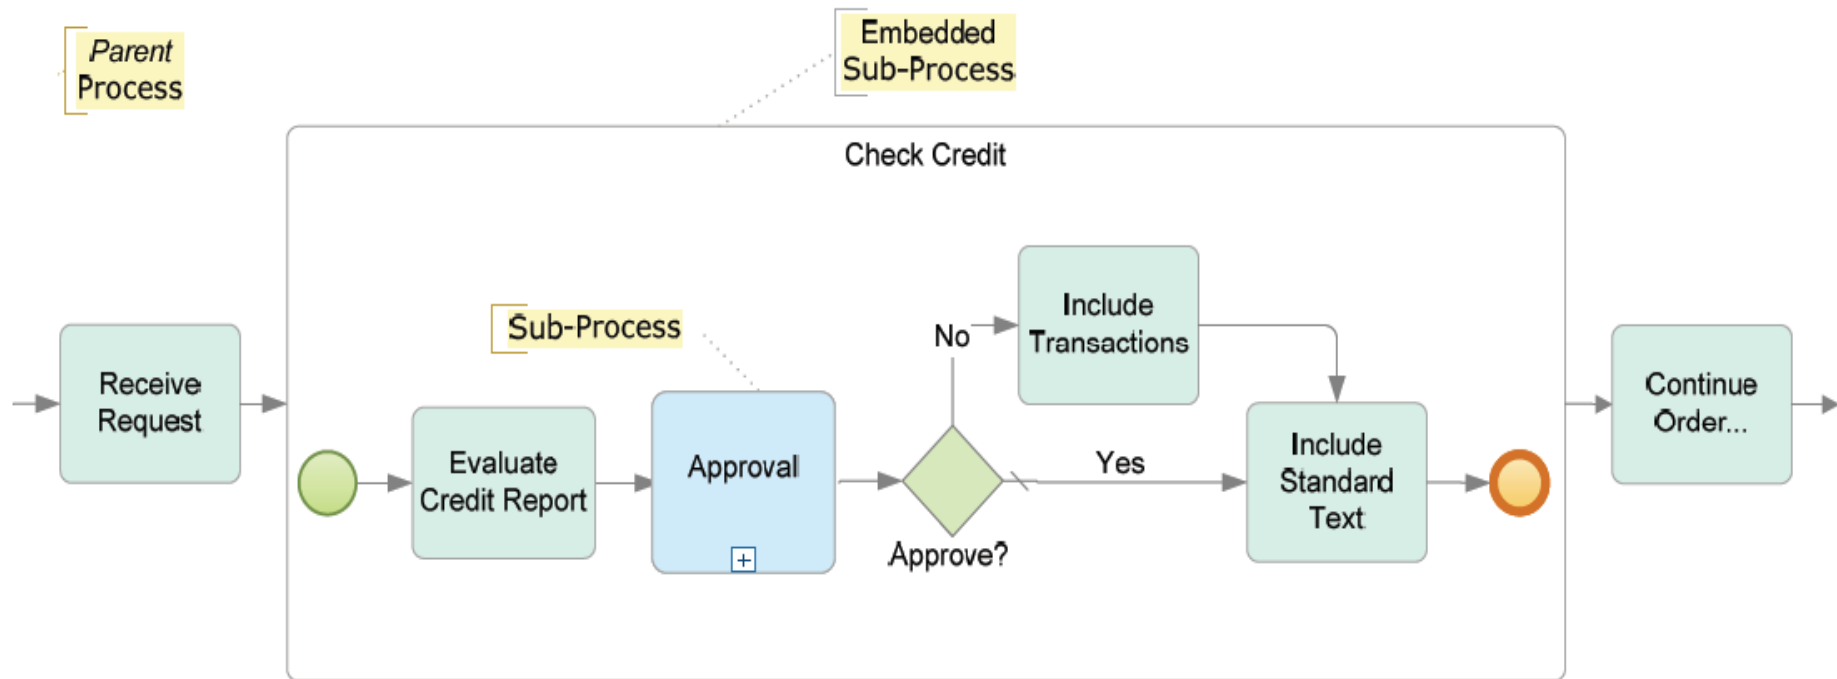 Parent
Process
Embedded
Sub-Process
Check Credit
Receive
Request
Sub-Process
Evaluate
Credit Report
Approval
No
Approve?
Yes
Include
Transactions
Include
Standard
Text
Continue
Order...